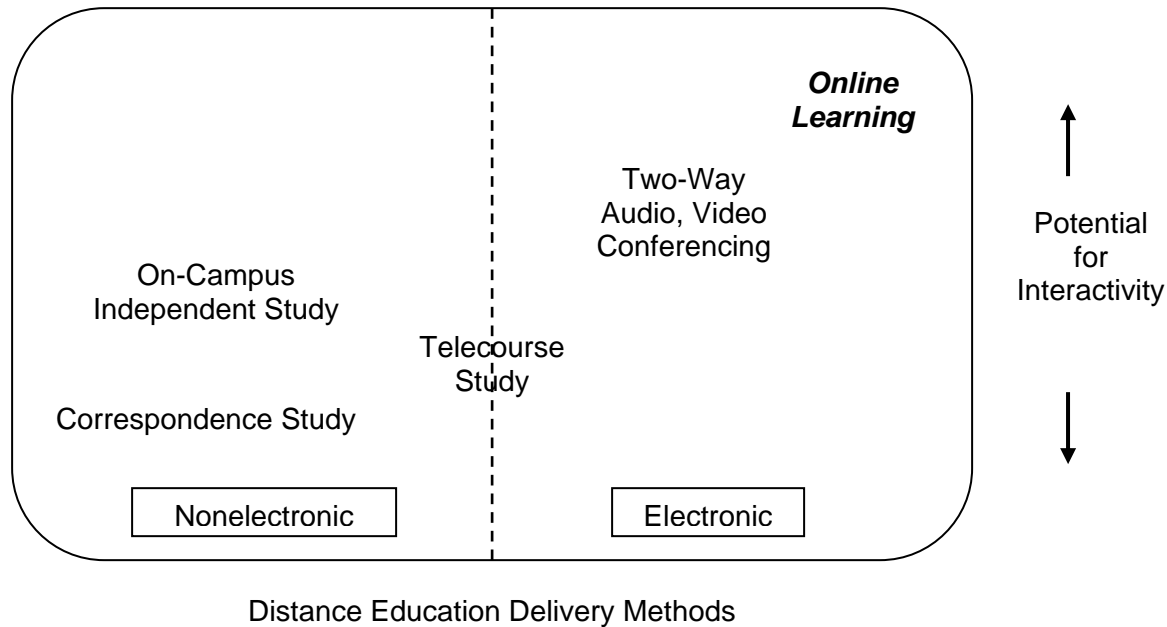 Online
Learning
Two-Way
Audio, Video
Conferencing
Potential
for
Interactivity
On-Campus
Independent Study
Telecourse
Study
Correspondence Study
Nonelectronic
Electronic
Distance Education Delivery Methods